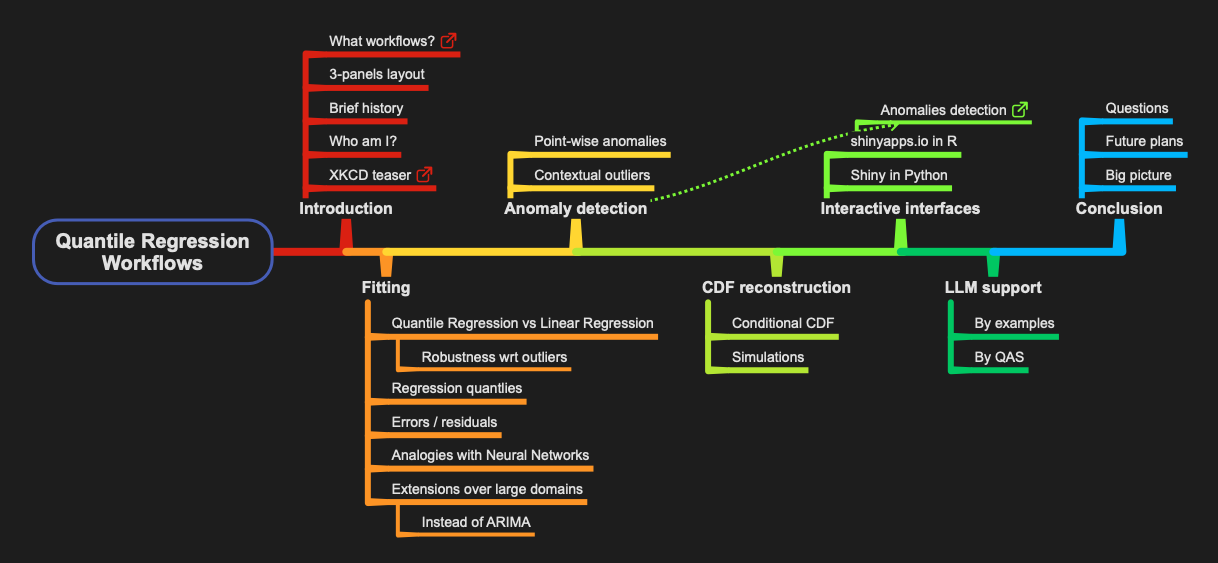 Quantile Regression
Workflows
What workflows?
3-panels layout
Brief history
Who am I?
XKCD teaser
Introduction
Fitting
Quantile Regression vs Linear Regression
Robustness wrt outliers
Regression quantlies
Errors / residuals
Analogies with Neural Networks
Extensions over large domains
Instead of ARIMA
Point-wise anomalies
Contextual outliers
Anomaly detection
CDF reconstruction
Conditional CDF
Simulations
Anomalies detection
shinyapps.io in R
Shiny in Python
Interactive interfaces
LLM support
By examples
By QAS
Questions
Future plans
Big picture
Conclusion